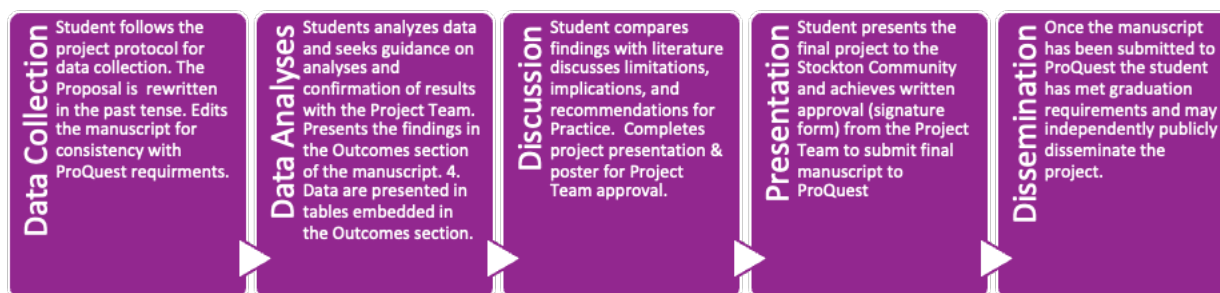 Data Collection
Student follows the
project protocol for
data collection. The
Proposal is rewritten
in the past tense. Edits
the manuscript for
consistency with
ProQuest requirments.
Data Analyses
Students analyzes data
and seeks guidance on
analyses and
confirmation of results
with the Project Team.
Presents the findings in
the Outcomes section
of the manuscript. 4.
Data are presented in
tables embedded in
the Outcomes section.
Discussion
Student compares
findings with literature
discusses limitations,
implications, and
recommendations for
Practice. Completes
project presentation &
poster for Project
Team approval.
Presentation
Student presents the
final project to the
Stockton Community
and achieves written
approval (signature
form) from the Project
Team to submit final
manuscript to
ProQuest
Dissemination
Once the manuscript
has been submitted to
ProQuest the student
has met graduation
requirements and may
independently publicly
disseminate the
project.